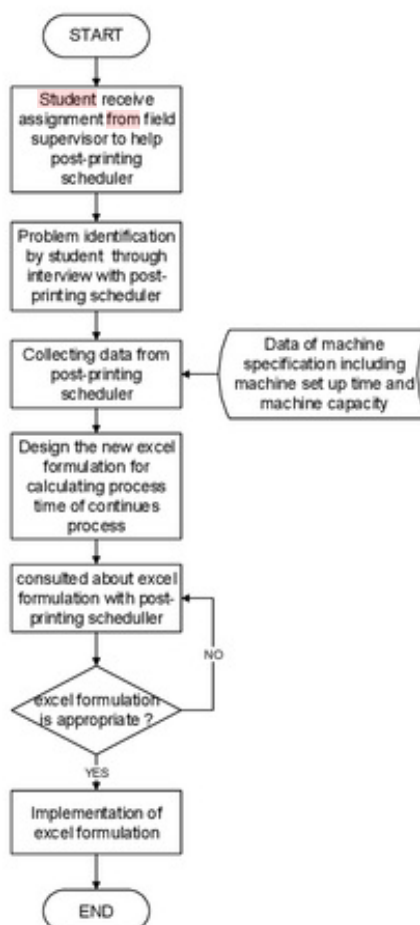 START
Student receive
assignment from field
supervisor to help
post-printing
scheduler
Problem identification
by student through
interview with post-
printing scheduler
Collecting data from
post-printing
scheduler
Data of machine
specification including
machine set up time and
machine capacity
Design the new excel
formulation for
calculating process
time of continues
process
consulted about excel
formulation with post-
printing scheduller
NO
excel formulation
is appropriate ?
YES
Implementation of
excel formulation
END